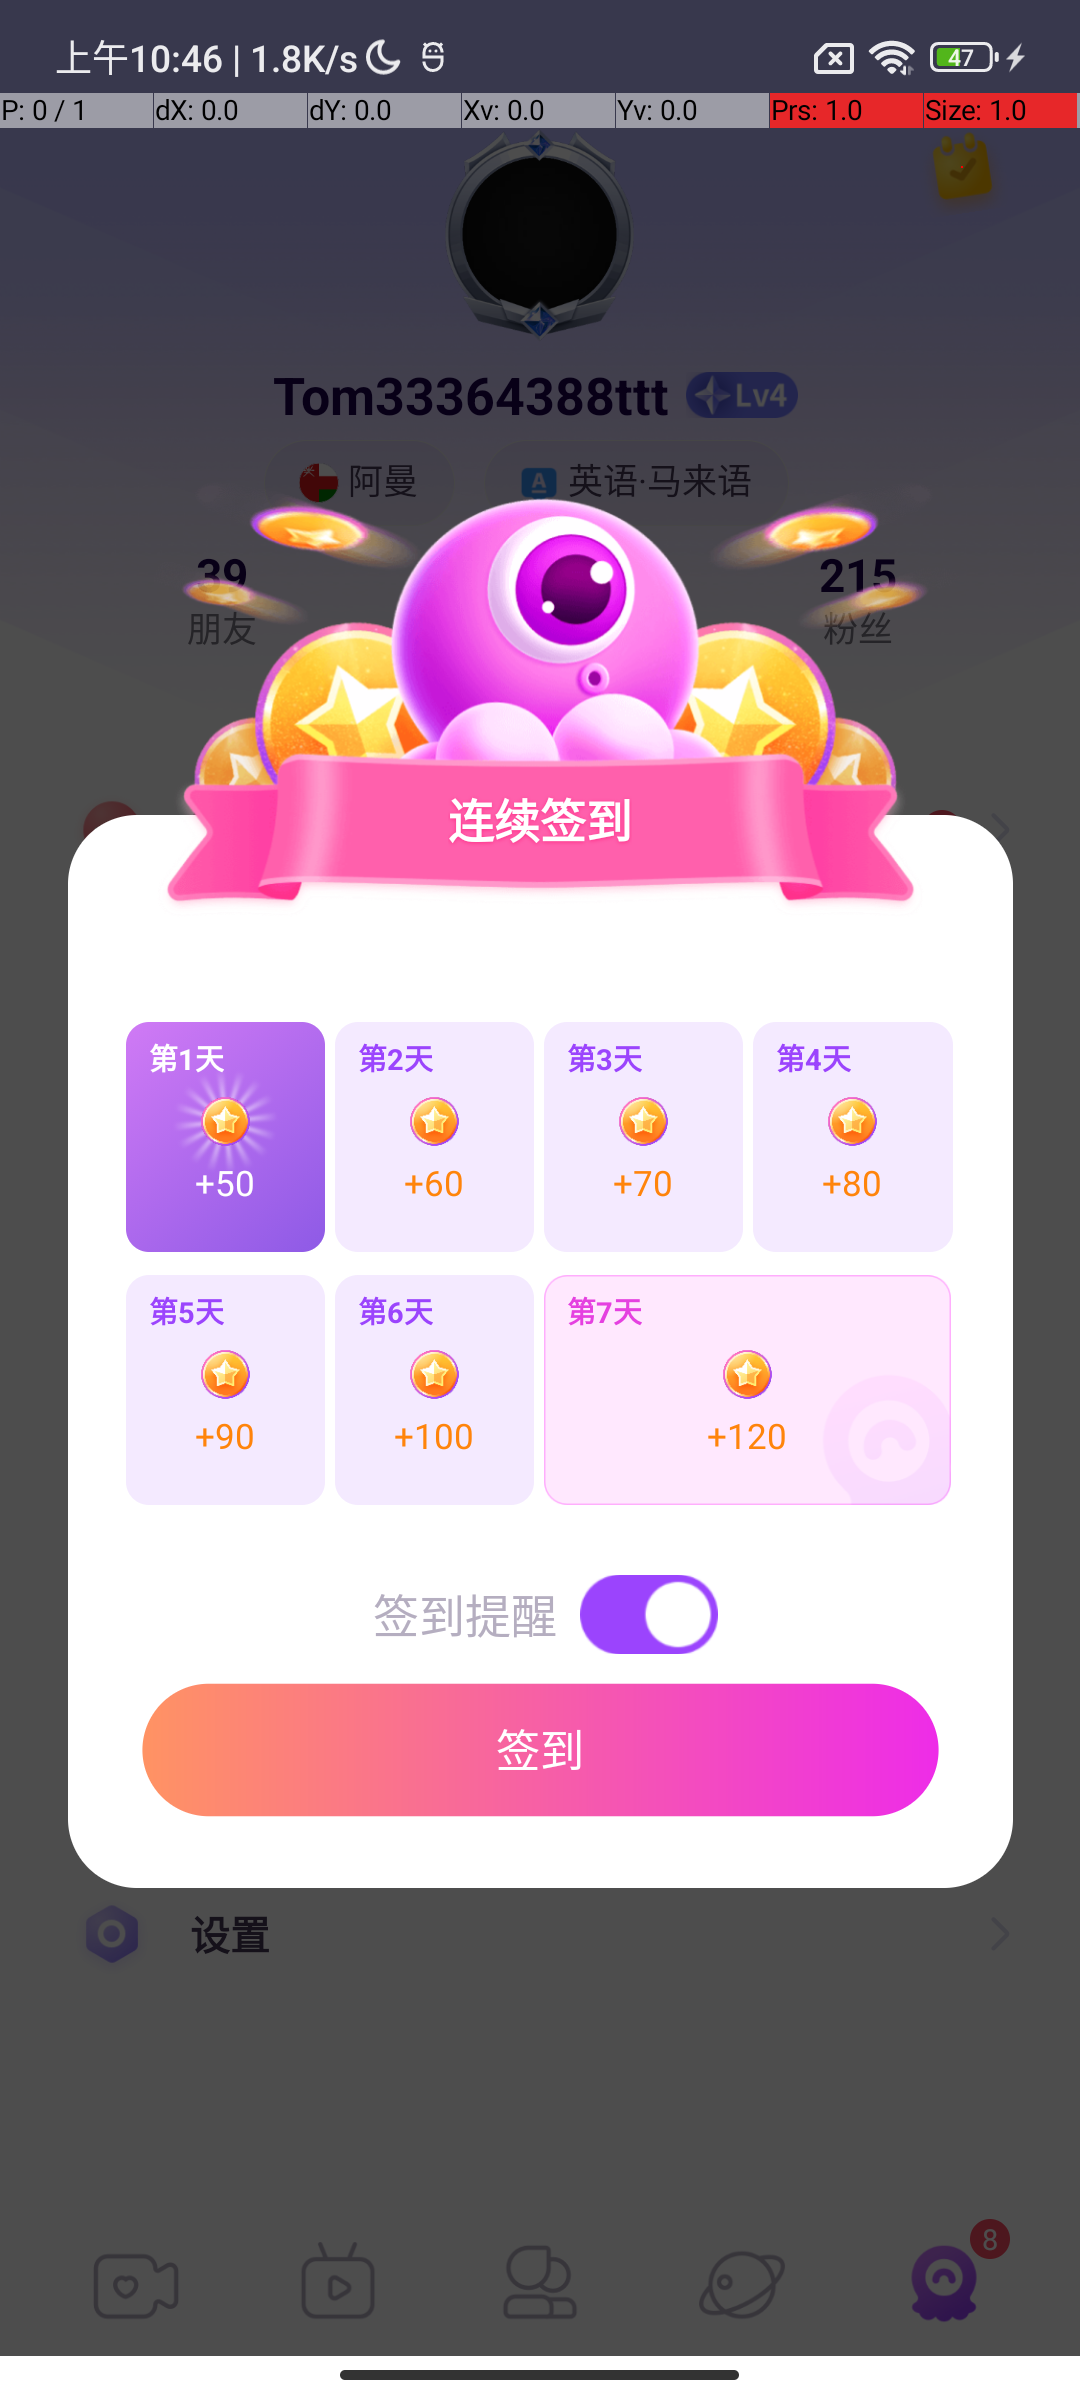 上午10:46 | 1.8K/s
47
P: 0 / 1 dX: 0.0 dY: 0.0 Xv: 0.0 Yv: 0.0 Prs: 1.0 Size: 1.0
Tom33364388ttt Lv4
阿曼 A 英语·马来语
39 215
朋友 粉丝
连续签到
第1天 第2天 第3天 第4天
+50 +60 +70 +80
第5天 第6天 第7天
+90 +100 +120
签到提醒
签到
设置
8